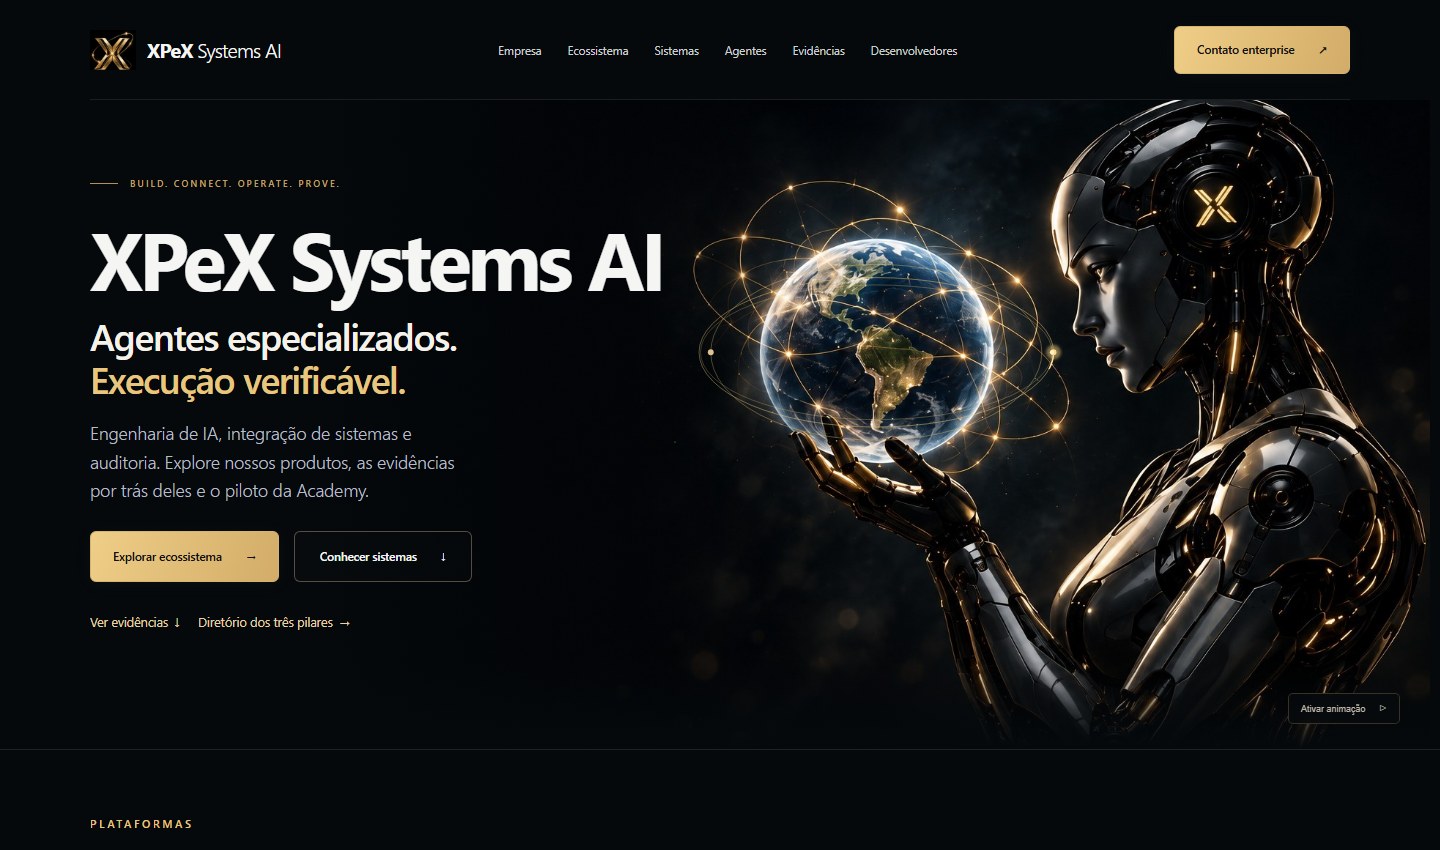 XPeX Systems AI
Empresa
Ecossistema
Sistemas
Agentes
Evidências
Desenvolvedores
Contato enterprise ↗
BUILD. CONNECT. OPERATE. PROVE.
XPeX Systems AI
Agentes especializados.
Execução verificável.
Engenharia de IA, integração de sistemas e
auditoria. Explore nossos produtos, as evidências
por trás deles e o piloto da Academy.
Explorar ecossistema →
Conhecer sistemas ↓
Ver evidências ↓
Diretório dos três pilares →
Ativar animação ▷
PLATAFORMAS